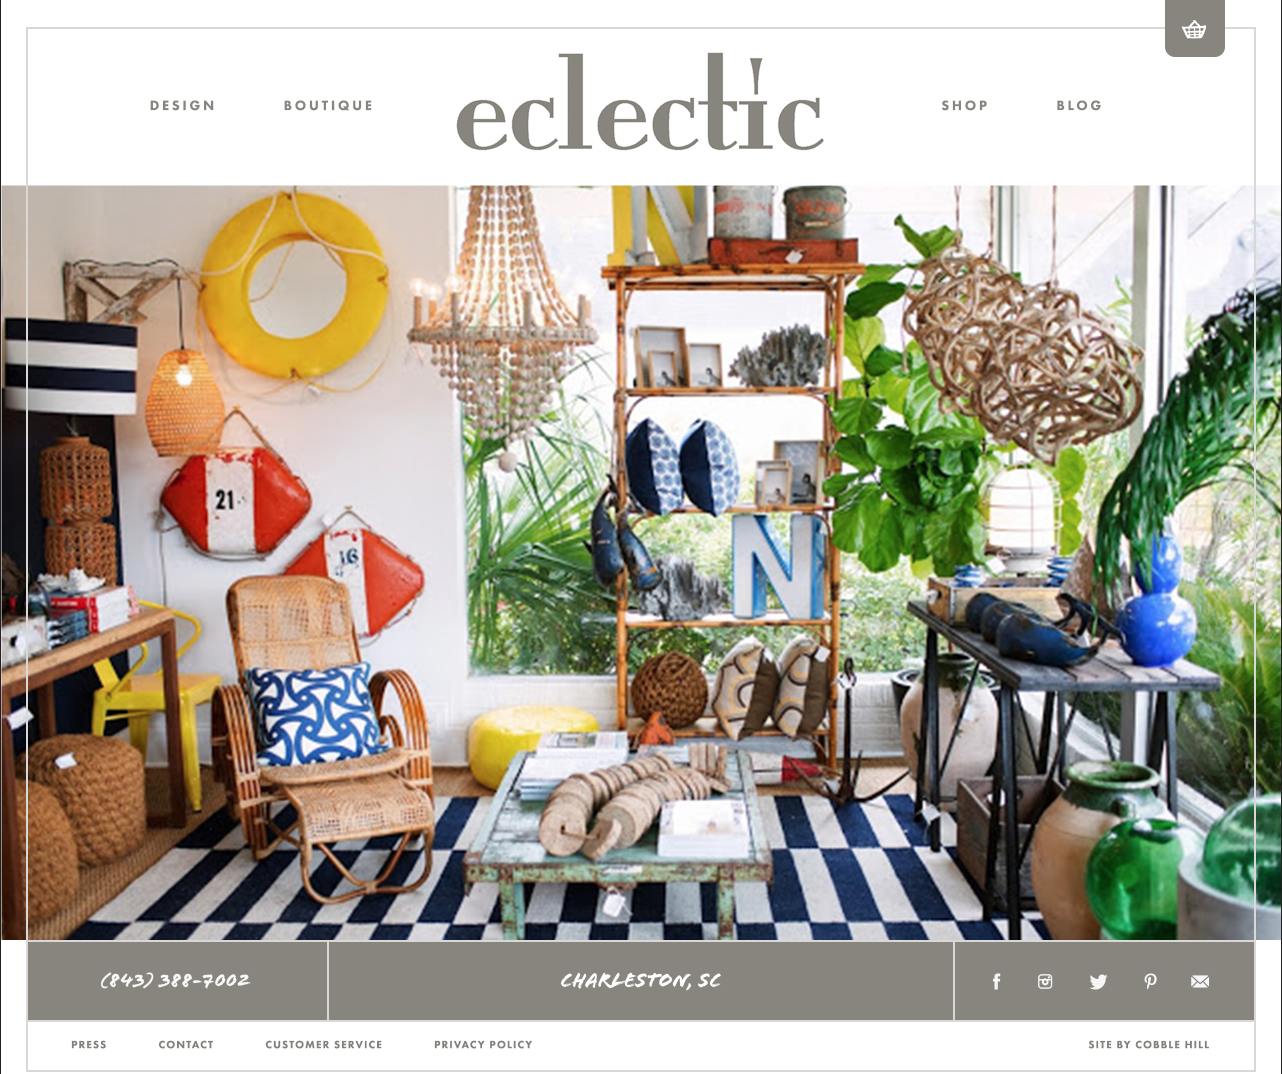 DESIGN
BOUTIQUE
eclectic
SHOP
BLOG
N
21
16
N
(843) 388-7002
CHARLESTON, SC
PRESS
CONTACT
CUSTOMER SERVICE
PRIVACY POLICY
SITE BY COBBLE HILL